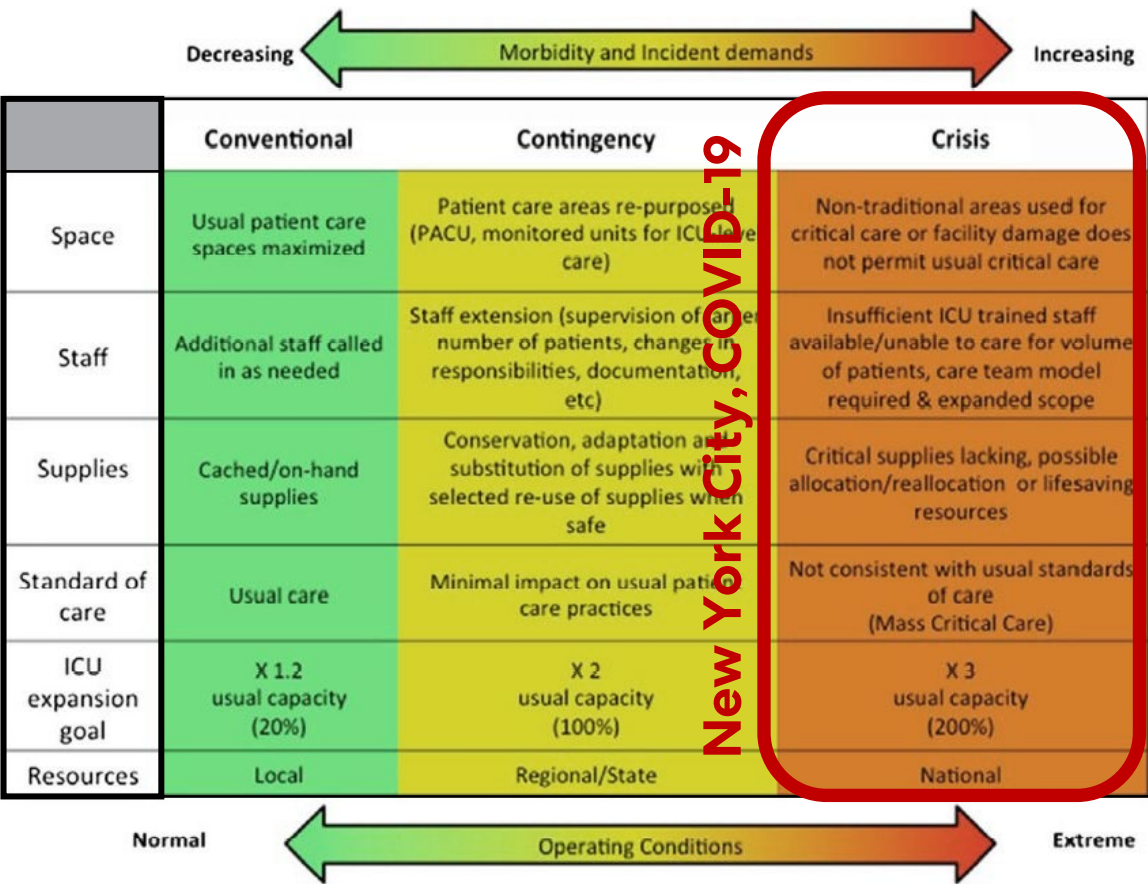 Decreasing
Morbidity and Incident demands
Increasing
Conventional
Contingency
Crisis
Space
Usual patient care
spaces maximized
Patient care areas re-purposed
(PACU, monitored units for ICU-level
care)
Non-traditional areas used for
critical care or facility damage does
not permit usual critical care
Staff
Additional staff called
in as needed
Staff extension (supervision of larger
number of patients, changes in
responsibilities, documentation,
etc)
Insufficient ICU trained staff
available/unable to care for volume
of patients, care team model
required & expanded scope
Supplies
Cached/on-hand
supplies
Conservation, adaptation and
substitution of supplies with
selected re-use of supplies when
safe
Critical supplies lacking, possible
allocation/reallocation or lifesaving
resources
Standard of
care
Usual care
Minimal impact on usual patient
care practices
Not consistent with usual standards
of care
(Mass Critical Care)
ICU
expansion
goal
X 1.2
usual capacity
(20%)
X 2
usual capacity
(100%)
X 3
usual capacity
(200%)
Resources
Local
Regional/State
National
New York City, COVID-19
Normal
Operating Conditions
Extreme